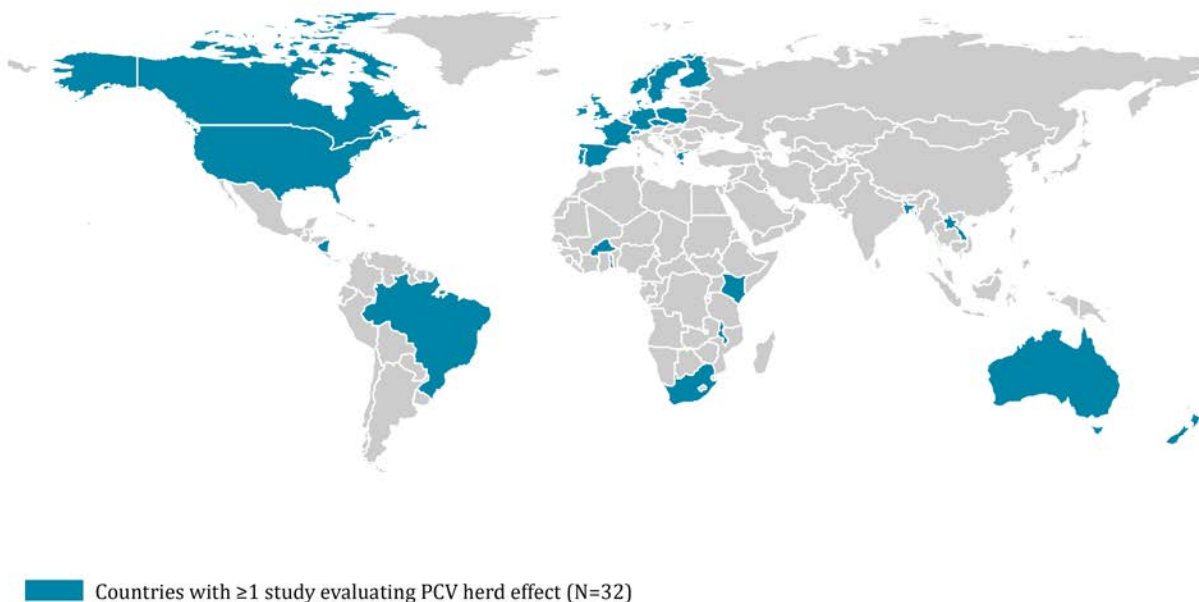 Countries with ≥1 study evaluating PCV herd effect (N=32)